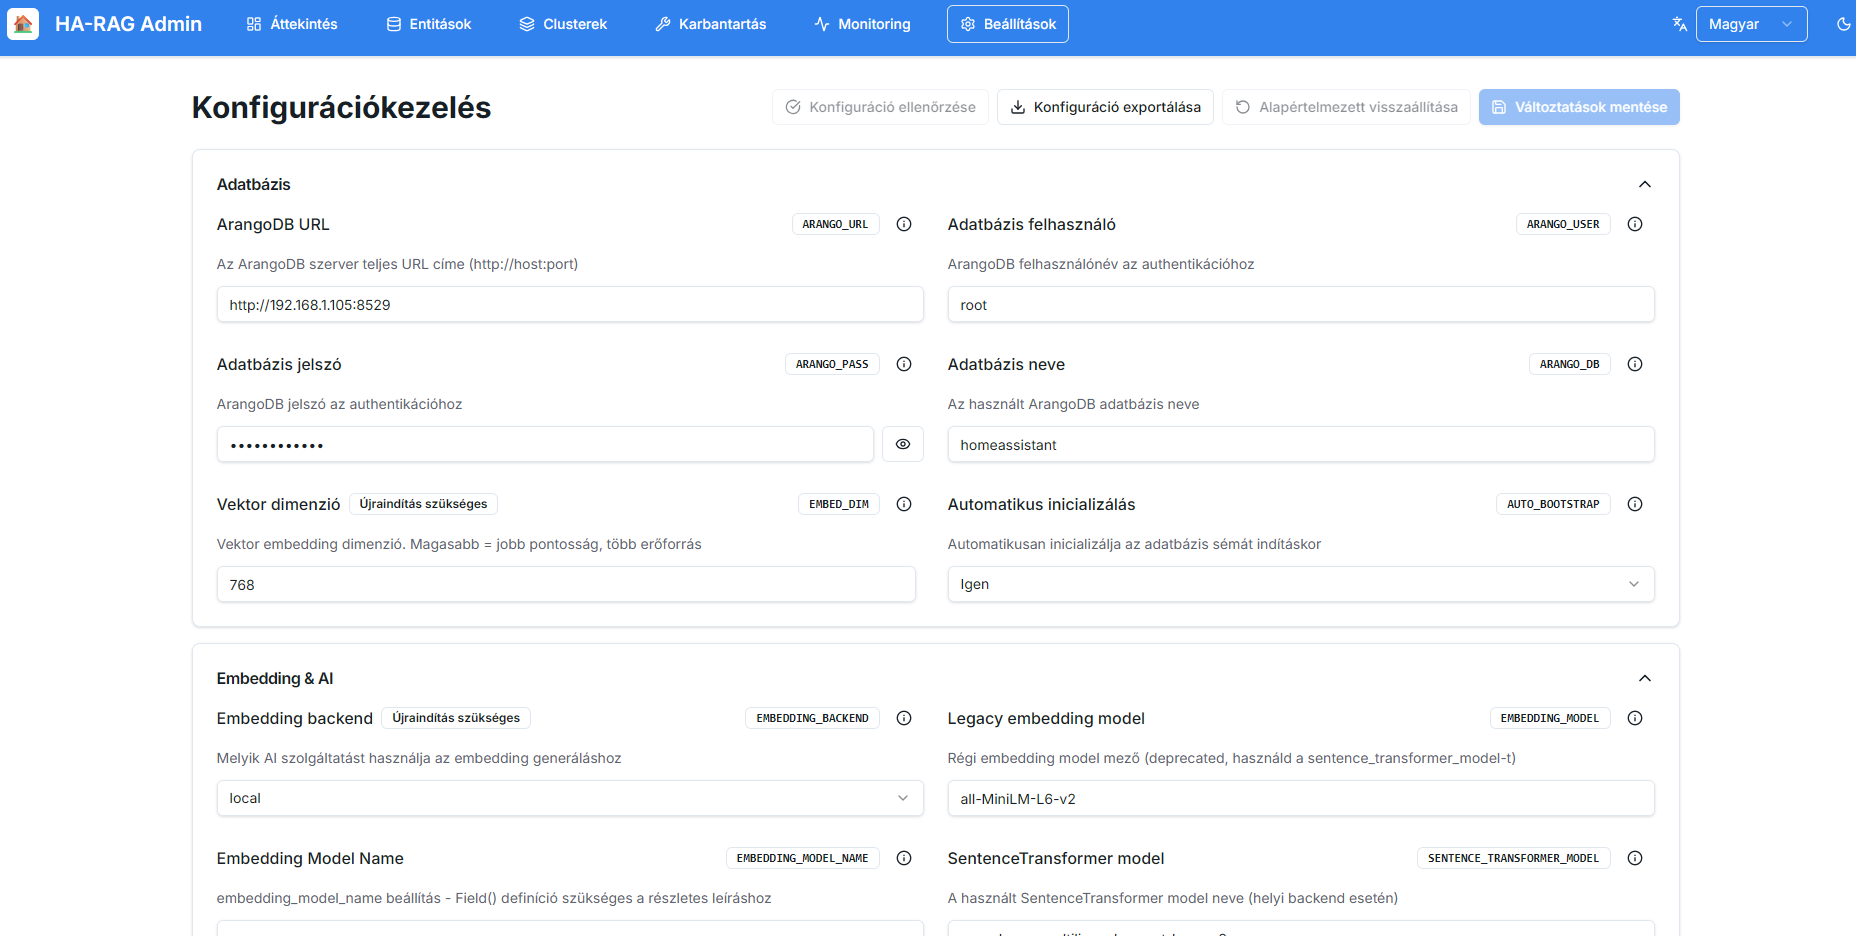 HA-RAG Admin
Áttekintés
Entitások
Clusterek
Karbantartás
Monitoring
Beállítások
Magyar
Konfigurációkezelés
Konfiguráció ellenőrzése
Konfiguráció exportálása
Alapértelmezett visszaállítása
Változtatások mentése
Adatbázis
ArangoDB URL
ARANGO_URL
Az ArangoDB szerver teljes URL címe (http://host:port)
http://192.168.1.105:8529
Adatbázis felhasználó
ARANGO_USER
ArangoDB felhasználónév az authentikációhoz
root
Adatbázis jelszó
ARANGO_PASS
ArangoDB jelszó az authentikációhoz
••••••••••••
Adatbázis neve
ARANGO_DB
Az használt ArangoDB adatbázis neve
homeassistant
Vektor dimenzió
Újraindítás szükséges
EMBED_DIM
Vektor embedding dimenzió. Magasabb = jobb pontosság, több erőforrás
768
Automatikus inicializálás
AUTO_BOOTSTRAP
Automatikusan inicializálja az adatbázis sémát indításkor
Igen
Embedding & AI
Embedding backend
Újraindítás szükséges
EMBEDDING_BACKEND
Melyik AI szolgáltatást használja az embedding generáláshoz
local
Legacy embedding model
EMBEDDING_MODEL
Régi embedding model mező (deprecated, használd a sentence_transformer_model-t)
all-MiniLM-L6-v2
Embedding Model Name
EMBEDDING_MODEL_NAME
embedding_model_name beállítás - Field() definíció szükséges a részletes leíráshoz
SentenceTransformer model
SENTENCE_TRANSFORMER_MODEL
A használt SentenceTransformer model neve (helyi backend esetén)